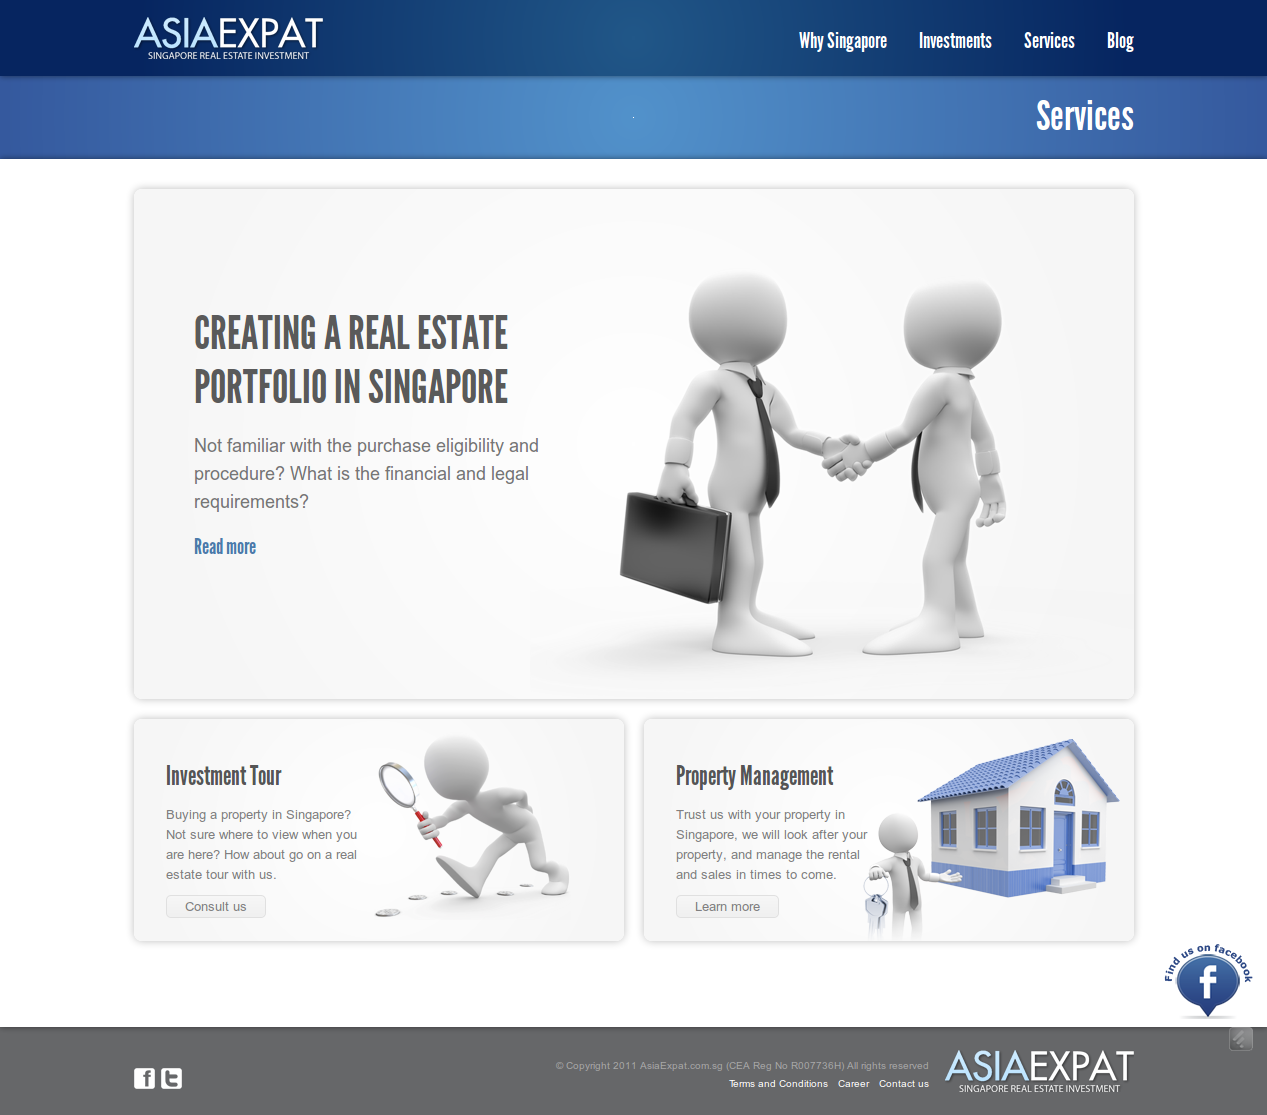 ASIAEXPAT
SINGAPORE REAL ESTATE INVESTMENT
Why Singapore Investments Services Blog
Services
CREATING A REAL ESTATE
PORTFOLIO IN SINGAPORE
Not familiar with the purchase eligibility and
procedure? What is the financial and legal
requirements?
Read more
Investment Tour
Buying a property in Singapore?
Not sure where to view when you
are here? How about go on a real
estate tour with us.
Consult us
Property Management
Trust us with your property in
Singapore, we will look after your
property, and manage the rental
and sales in times to come.
Learn more
Find us on facebook
f
f t
© Copyright 2011 AsiaExpat.com.sg (CEA Reg No R007736H) All rights reserved
Terms and Conditions Career Contact us
ASIAEXPAT
SINGAPORE REAL ESTATE INVESTMENT